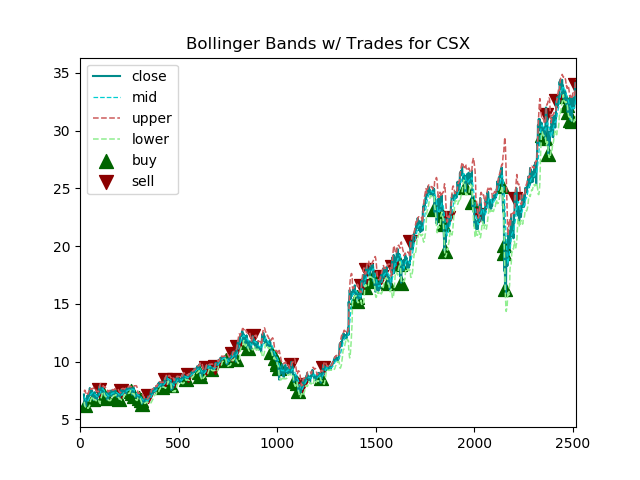 Bollinger Bands w/ Trades for CSX
close
mid
upper
lower
buy
sell
35
30
25
20
15
10
5
0 500 1000 1500 2000 2500